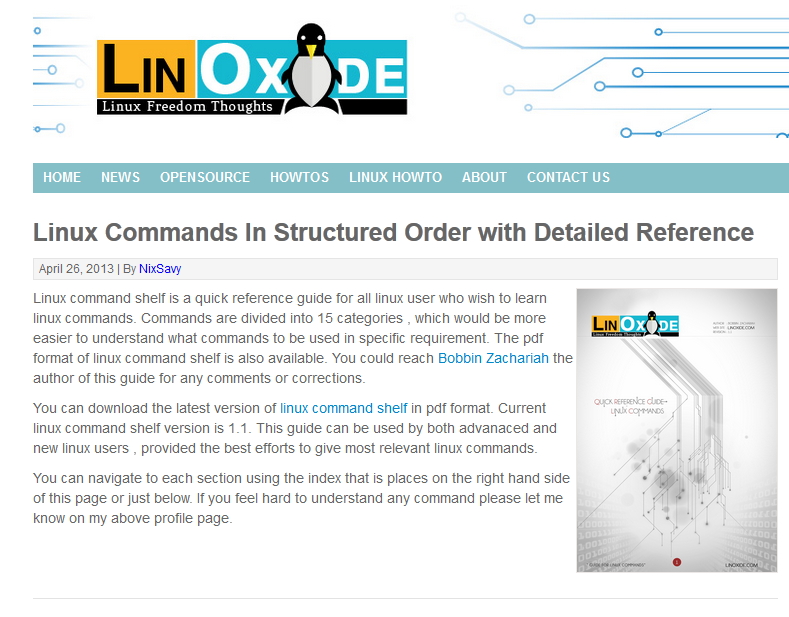 LINOXIDE
Linux Freedom Thoughts
HOME NEWS OPENSOURCE HOWTOS LINUX HOWTO ABOUT CONTACT US
Linux Commands In Structured Order with Detailed Reference
April 26, 2013 | By NixSavy
Linux command shelf is a quick reference guide for all linux user who wish to learn
linux commands. Commands are divided into 15 categories , which would be more
easier to understand what commands to be used in specific requirement. The pdf
format of linux command shelf is also available. You could reach Bobbin Zachariah the
author of this guide for any comments or corrections.
You can download the latest version of linux command shelf in pdf format. Current
linux command shelf version is 1.1. This guide can be used by both advanaced and
new linux users , provided the best efforts to give most relevant linux commands.
You can navigate to each section using the index that is places on the right hand side
of this page or just below. If you feel hard to understand any command please let me
know on my above profile page.
LINOXIDE
Linux Freedom Thoughts
LINOXIDE.COM
QUICK REFERENCE GUIDE
LINUX COMMANDS
GUIDE FOR LINUX COMMANDS
LINOXIDE.COM